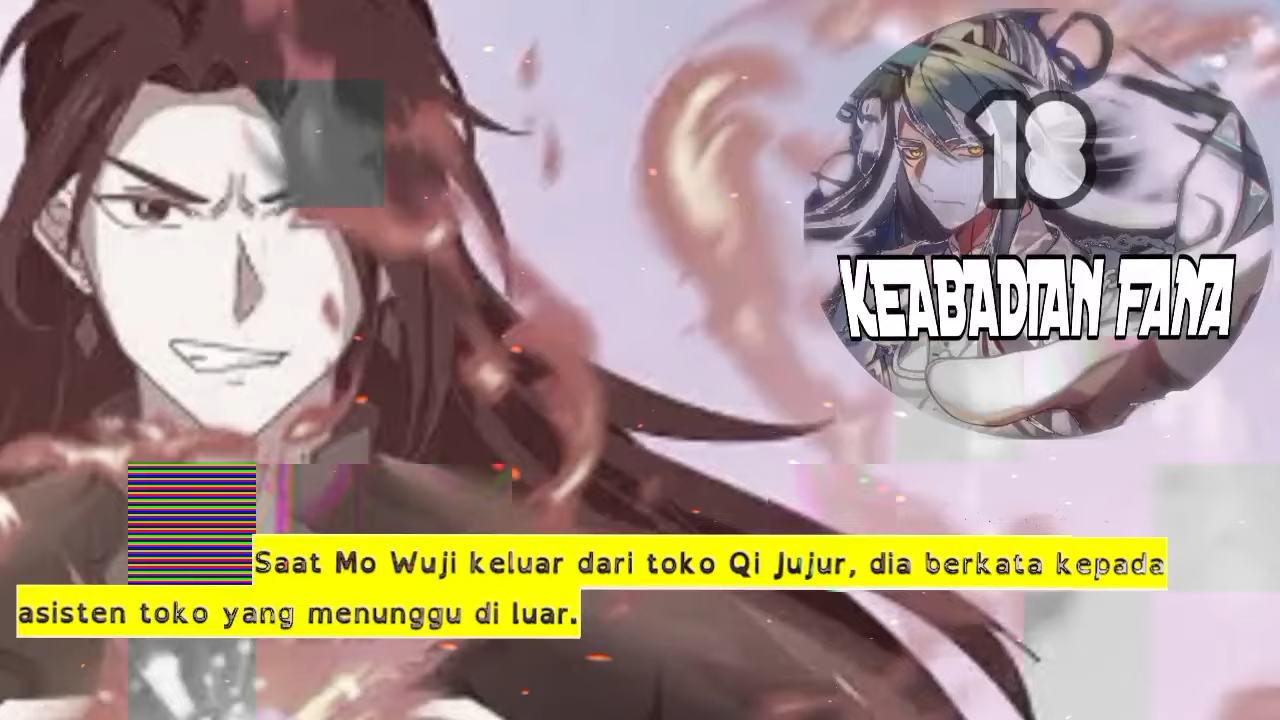 18
KEABADIAN FANA
Saat Mo Wuji keluar dari toko Qi Jujur, dia berkata kepada
asisten toko yang menunggu di luar.